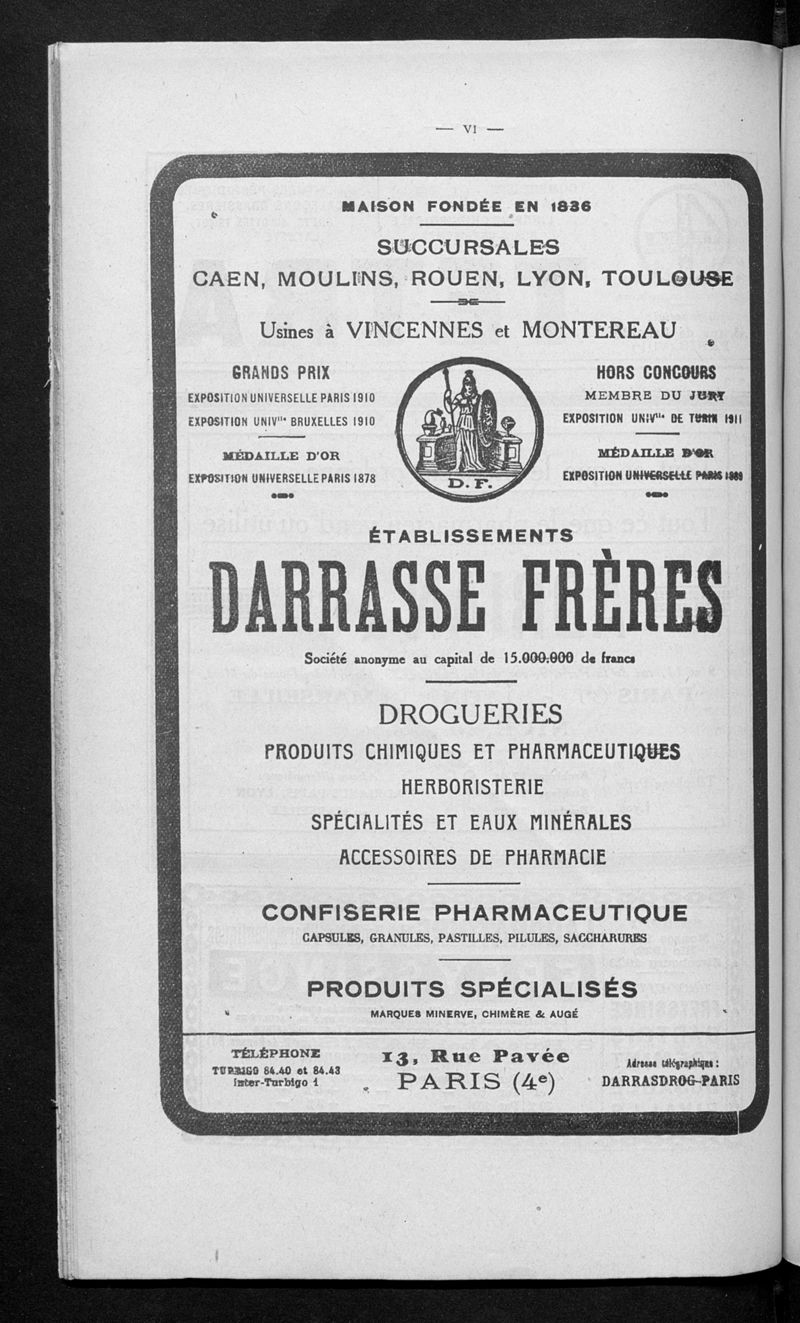 — VI —
MAISON FONDÉE EN 1836
SUCCURSALES
CAEN, MOULINS, ROUEN, LYON, TOULOUSE
Usines à VINCENNES et MONTEREAU
GRANDS PRIX
EXPOSITION UNIVERSELLE PARIS 1910
EXPOSITION UNIVlle BRUXELLES 1910
MÉDAILLE D'OR
EXPOSITION UNIVERSELLE PARIS 1878
D. F.
HORS CONCOURS
MEMBRE DU JURY
EXPOSITION UNIVlle DE TURIN 1911
MÉDAILLE D'OR
EXPOSITION UNIVERSELLE PARIS
ÉTABLISSEMENTS
DARRASSE FRÈRES
Société anonyme au capital de 15.000.000 de francs
DROGUERIES
PRODUITS CHIMIQUES ET PHARMACEUTIQUES
HERBORISTERIE
SPÉCIALITÉS ET EAUX MINÉRALES
ACCESSOIRES DE PHARMACIE
CONFISERIE PHARMACEUTIQUE
CAPSULES, GRANULES, PASTILLES, PILULES, SACCHARURES
PRODUITS SPÉCIALISÉS
MARQUES MINERVE, CHIMÈRE & AUGÉ
TÉLÉPHONE
TURBIGO 84.40 et 84.43
Inter-Turbigo 1
13, Rue Pavée
PARIS (4e)
Adresse télégraphique :
DARRASDROG-PARIS